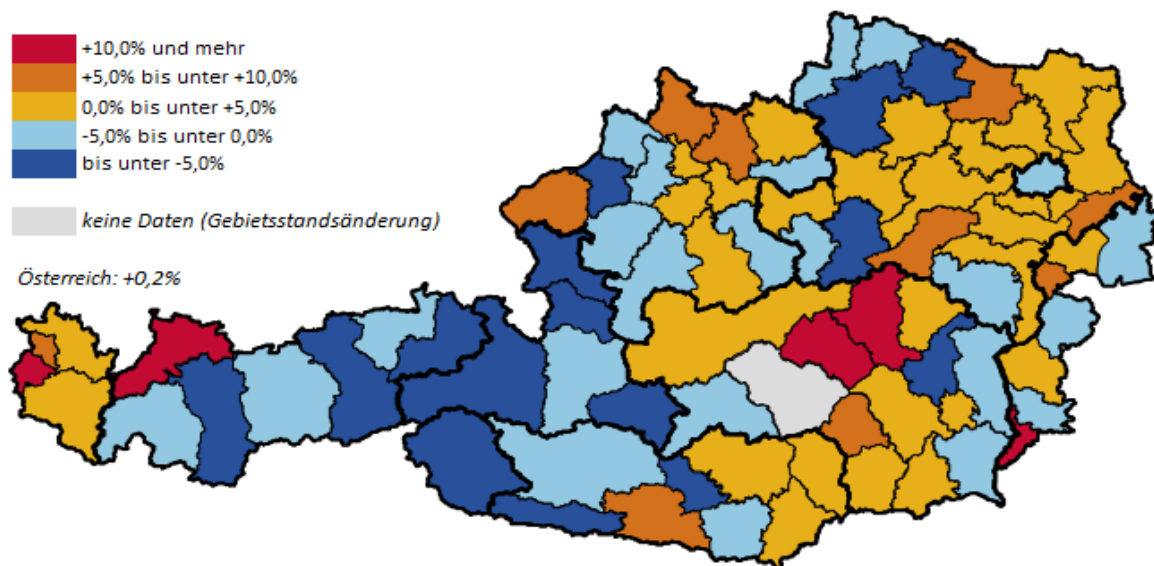 +10,0% und mehr
+5,0% bis unter +10,0%
0,0% bis unter +5,0%
-5,0% bis unter 0,0%
bis unter -5,0%
keine Daten (Gebietsstandsänderung)
Österreich: +0,2%